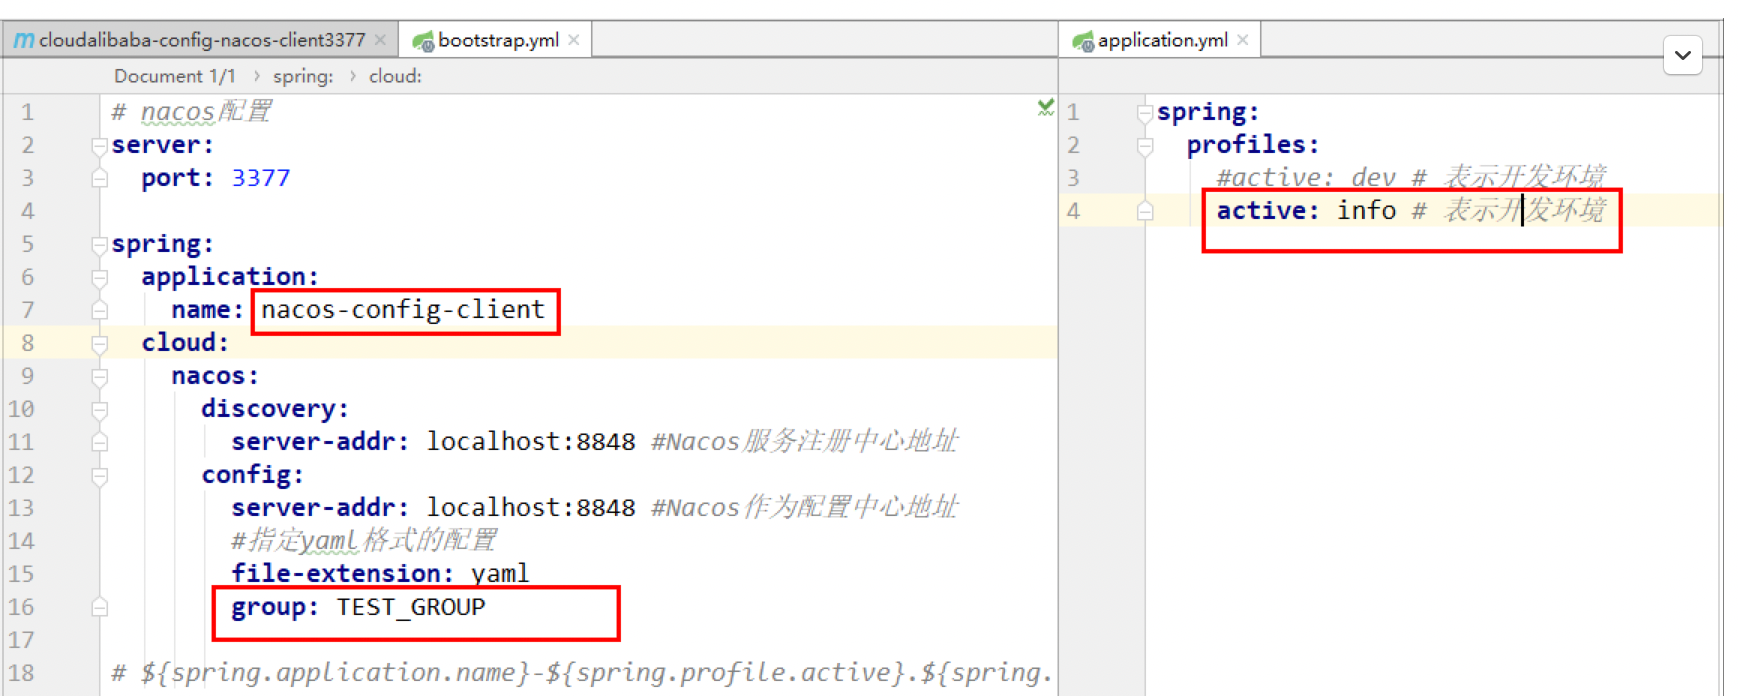 cloudalibaba-config-nacos-client3377
bootstrap.yml
Document 1/1 › spring: › cloud:
1 # nacos配置
2 server:
3 port: 3377
4
5 spring:
6 application:
7 name: nacos-config-client
8 cloud:
9 nacos:
10 discovery:
11 server-addr: localhost:8848 #Nacos服务注册中心地址
12 config:
13 server-addr: localhost:8848 #Nacos作为配置中心地址
14 #指定yaml格式的配置
15 file-extension: yaml
16 group: TEST_GROUP
17
18 # ${spring.application.name}-${spring.profile.active}.${spring.
application.yml
1 spring:
2 profiles:
3 #active: dev # 表示开发环境
4 active: info # 表示开发环境